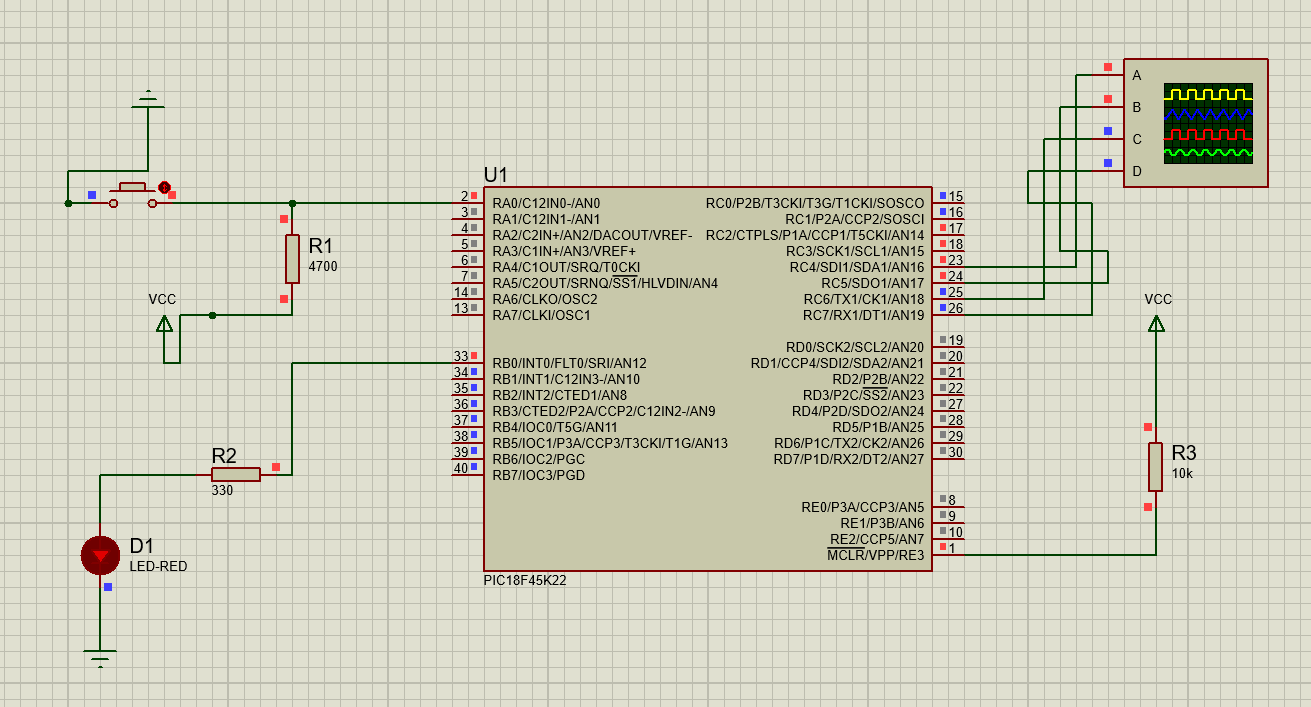 U1
2 RA0/C12IN0-/AN0 RC0/P2B/T3CKI/T3G/T1CKI/SOSCO 15
3 RA1/C12IN1-/AN1 RC1/P2A/CCP2/SOSCI 16
4 RA2/C2IN+/AN2/DACOUT/VREF- RC2/CTPLS/P1A/CCP1/T5CKI/AN14 17
5 RA3/C1IN+/AN3/VREF+ RC3/SCK1/SCL1/AN15 18
6 RA4/C1OUT/SRQ/T0CKI RC4/SDI1/SDA1/AN16 23
7 RA5/C2OUT/SRNQ/SS1/HLVDIN/AN4 RC5/SDO1/AN17 24
14 RA6/CLKO/OSC2 RC6/TX1/CK1/AN18 25
13 RA7/CLKI/OSC1 RC7/RX1/DT1/AN19 26
33 RB0/INT0/FLT0/SRI/AN12 RD0/SCK2/SCL2/AN20 19
34 RB1/INT1/C12IN3-/AN10 RD1/CCP4/SDI2/SDA2/AN21 20
35 RB2/INT2/CTED1/AN8 RD2/P2B/AN22 21
36 RB3/CTED2/P2A/CCP2/C12IN2-/AN9 RD3/P2C/SS2/AN23 22
37 RB4/IOC0/T5G/AN11 RD4/P2D/SDO2/AN24 27
38 RB5/IOC1/P3A/CCP3/T3CKI/T1G/AN13 RD5/P1B/AN25 28
39 RB6/IOC2/PGC RD6/P1C/TX2/CK2/AN26 29
40 RB7/IOC3/PGD RD7/P1D/RX2/DT2/AN27 30
RE0/P3A/CCP3/AN5 8
RE1/P3B/AN6 9
RE2/CCP5/AN7 10
MCLR/VPP/RE3 1
PIC18F45K22
R1
4700
VCC
R2
330
D1
LED-RED
A
B
C
D
VCC
R3
10k